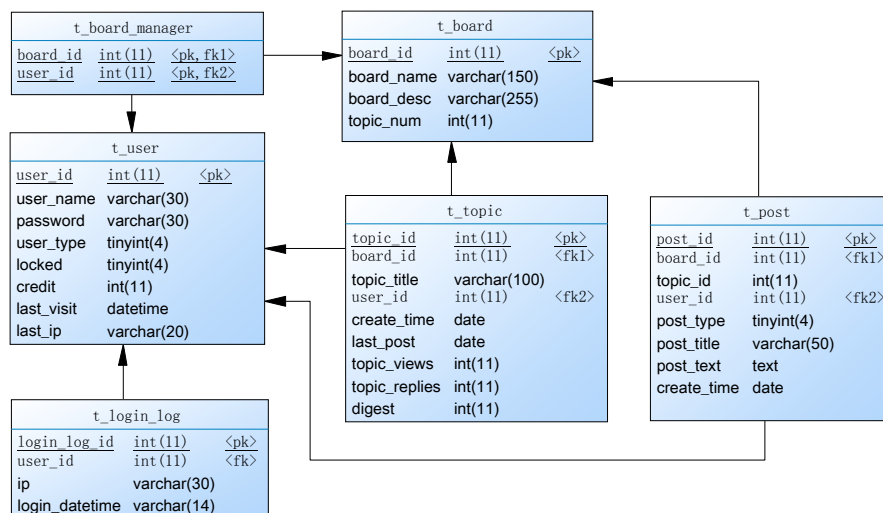 t_board_manager
board_id int(11) <pk,fk1>
user_id int(11) <pk,fk2>
t_board
board_id int(11) <pk>
board_name varchar(150)
board_desc varchar(255)
topic_num int(11)
t_user
user_id int(11) <pk>
user_name varchar(30)
password varchar(30)
user_type tinyint(4)
locked tinyint(4)
credit int(11)
last_visit datetime
last_ip varchar(20)
t_topic
topic_id int(11) <pk>
board_id int(11) <fk1>
topic_title varchar(100)
user_id int(11) <fk2>
create_time date
last_post date
topic_views int(11)
topic_replies int(11)
digest int(11)
t_post
post_id int(11) <pk>
board_id int(11) <fk1>
topic_id int(11)
user_id int(11) <fk2>
post_type tinyint(4)
post_title varchar(50)
post_text text
create_time date
t_login_log
login_log_id int(11) <pk>
user_id int(11) <fk>
ip varchar(30)
login_datetime varchar(14)